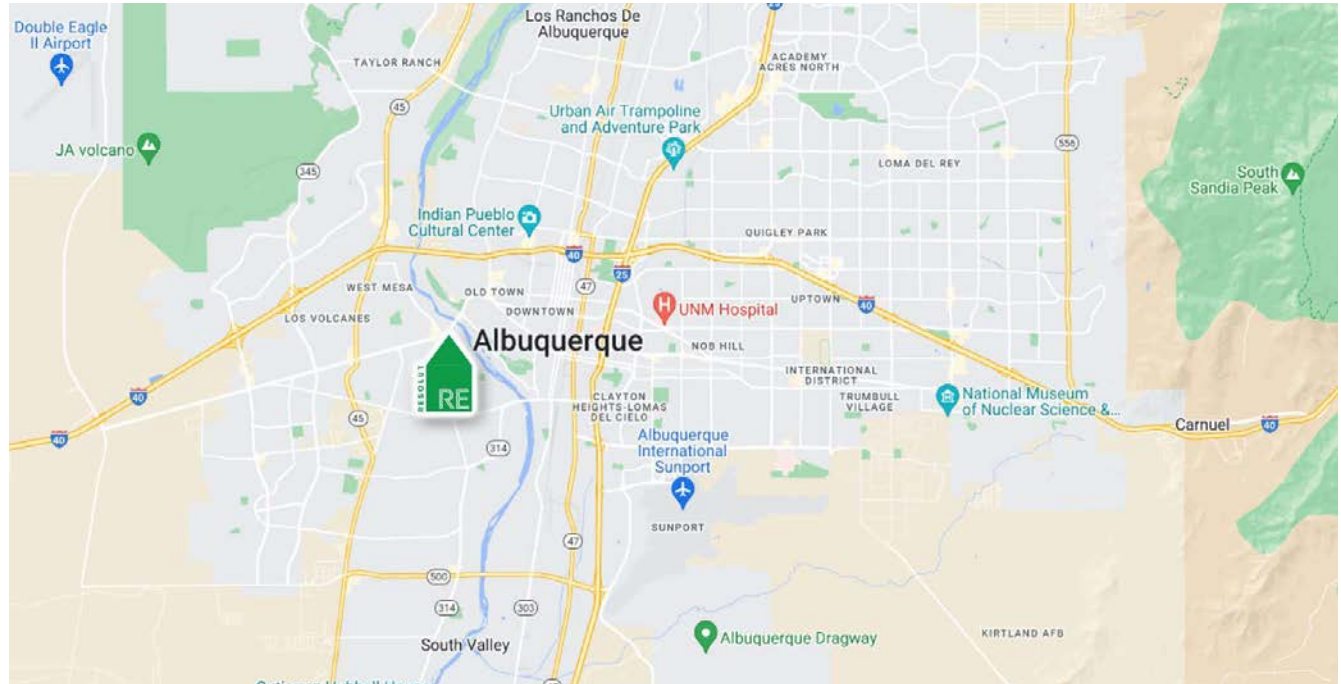 Double Eagle
II Airport
Los Ranchos De
Albuquerque
25
TAYLOR RANCH
ACADEMY
ACRES NORTH
45
Urban Air Trampoline
and Adventure Park
JA volcano
556
345
LOMA DEL REY
South
Sandia Peak
Indian Pueblo
Cultural Center
QUIGLEY PARK
40
25
WEST MESA
OLD TOWN
47
UPTOWN
40
LOS VOLCANES
DOWNTOWN
UNM Hospital
Albuquerque
NOB HILL
RESOLUT
RE
INTERNATIONAL
DISTRICT
40
CLAYTON
HEIGHTS-LOMAS
DEL CIELO
TRUMBULL
VILLAGE
National Museum
of Nuclear Science &...
45
Carnuel
40
40
314
Albuquerque
International
Sunport
SUNPORT
47
500
314
303
South Valley
Albuquerque Dragway
KIRTLAND AFB